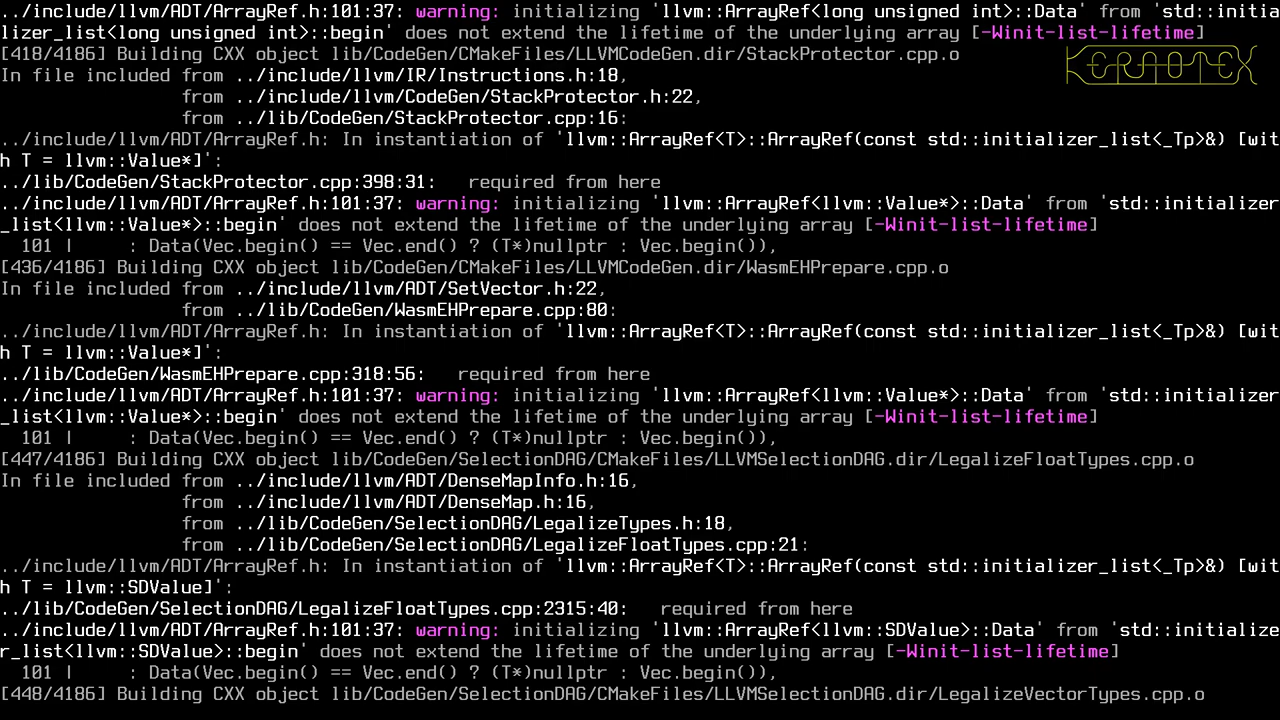 ../include/llvm/ADT/ArrayRef.h:101:37: warning: initializing 'llvm::ArrayRef<long unsigned int>::Data' from 'std::initia
lizer_list<long unsigned int>::begin' does not extend the lifetime of the underlying array [-Winit-list-lifetime]
[418/4186] Building CXX object lib/CodeGen/CMakeFiles/LLVMCodeGen.dir/StackProtector.cpp.o
KERAOTEX
In file included from ../include/llvm/IR/Instructions.h:18,
                 from ../include/llvm/CodeGen/StackProtector.h:22,
                 from ../lib/CodeGen/StackProtector.cpp:16:
../include/llvm/ADT/ArrayRef.h: In instantiation of 'llvm::ArrayRef<T>::ArrayRef(const std::initializer_list<_Tp>&) [wit
h T = llvm::Value*]':
../lib/CodeGen/StackProtector.cpp:398:31:   required from here
../include/llvm/ADT/ArrayRef.h:101:37: warning: initializing 'llvm::ArrayRef<llvm::Value*>::Data' from 'std::initializer
_list<llvm::Value*>::begin' does not extend the lifetime of the underlying array [-Winit-list-lifetime]
  101 |     : Data(Vec.begin() == Vec.end() ? (T*)nullptr : Vec.begin()),
[436/4186] Building CXX object lib/CodeGen/CMakeFiles/LLVMCodeGen.dir/WasmEHPrepare.cpp.o
In file included from ../include/llvm/ADT/SetVector.h:22,
                 from ../lib/CodeGen/WasmEHPrepare.cpp:80:
../include/llvm/ADT/ArrayRef.h: In instantiation of 'llvm::ArrayRef<T>::ArrayRef(const std::initializer_list<_Tp>&) [wit
h T = llvm::Value*]':
../lib/CodeGen/WasmEHPrepare.cpp:318:56:   required from here
../include/llvm/ADT/ArrayRef.h:101:37: warning: initializing 'llvm::ArrayRef<llvm::Value*>::Data' from 'std::initializer
_list<llvm::Value*>::begin' does not extend the lifetime of the underlying array [-Winit-list-lifetime]
  101 |     : Data(Vec.begin() == Vec.end() ? (T*)nullptr : Vec.begin()),
[447/4186] Building CXX object lib/CodeGen/SelectionDAG/CMakeFiles/LLVMSelectionDAG.dir/LegalizeFloatTypes.cpp.o
In file included from ../include/llvm/ADT/DenseMapInfo.h:16,
                 from ../include/llvm/ADT/DenseMap.h:16,
                 from ../lib/CodeGen/SelectionDAG/LegalizeTypes.h:18,
                 from ../lib/CodeGen/SelectionDAG/LegalizeFloatTypes.cpp:21:
../include/llvm/ADT/ArrayRef.h: In instantiation of 'llvm::ArrayRef<T>::ArrayRef(const std::initializer_list<_Tp>&) [wit
h T = llvm::SDValue]':
../lib/CodeGen/SelectionDAG/LegalizeFloatTypes.cpp:2315:40:   required from here
../include/llvm/ADT/ArrayRef.h:101:37: warning: initializing 'llvm::ArrayRef<llvm::SDValue>::Data' from 'std::initialize
r_list<llvm::SDValue>::begin' does not extend the lifetime of the underlying array [-Winit-list-lifetime]
  101 |     : Data(Vec.begin() == Vec.end() ? (T*)nullptr : Vec.begin()),
[448/4186] Building CXX object lib/CodeGen/SelectionDAG/CMakeFiles/LLVMSelectionDAG.dir/LegalizeVectorTypes.cpp.o